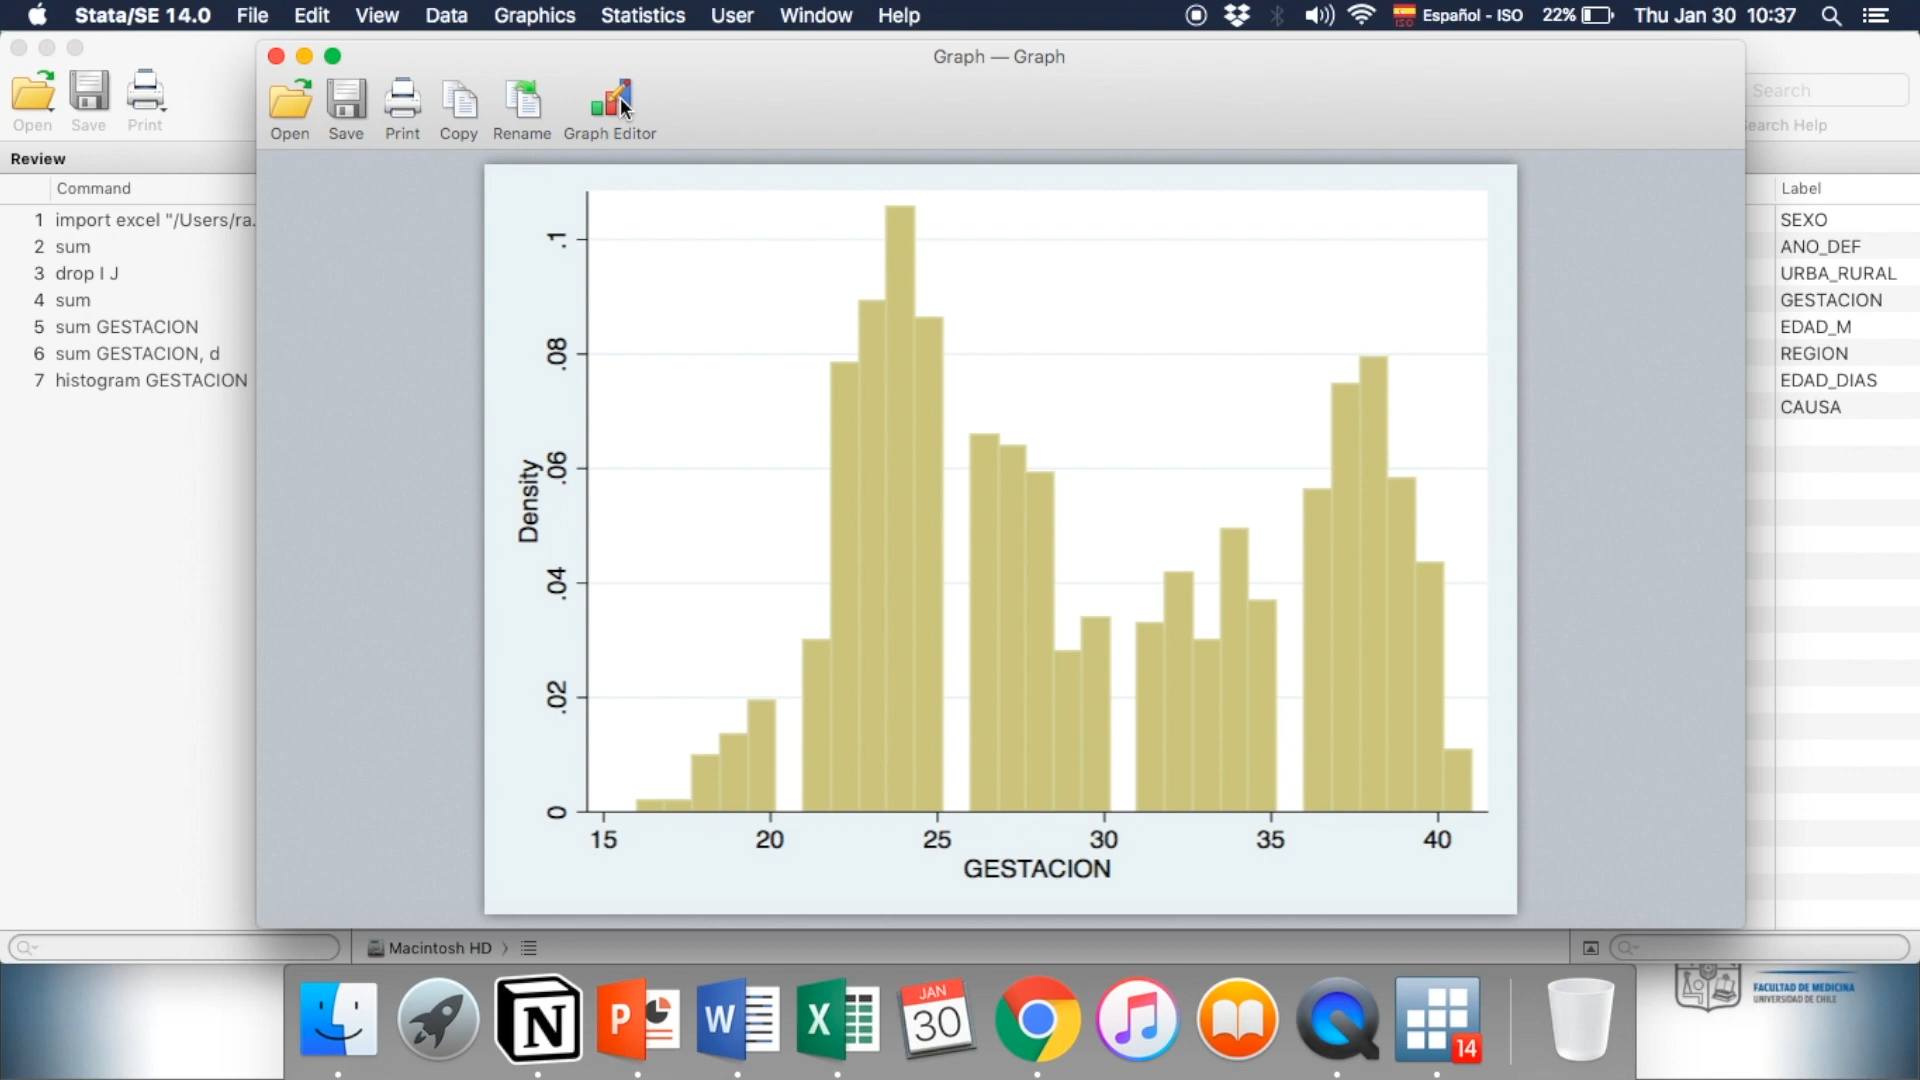 Stata/SE 14.0 File Edit View Data Graphics Statistics User Window Help ISO Español - ISO 22% Thu Jan 30 10:37
Graph — Graph
Open Save Print
Open Save Print Copy Rename Graph Editor
Search
earch Help
Review
Command
1 import excel "/Users/ra.
2 sum
3 drop I J
4 sum
5 sum GESTACION
6 sum GESTACION, d
7 histogram GESTACION
Label
SEXO
ANO_DEF
URBA_RURAL
GESTACION
EDAD_M
REGION
EDAD_DIAS
CAUSA
.1
.08
.06
.04
.02
0
Density
15 20 25 30 35 40
GESTACION
Macintosh HD
N P W X JAN 30 14
FACULTAD DE MEDICINA
UNIVERSIDAD DE CHILE